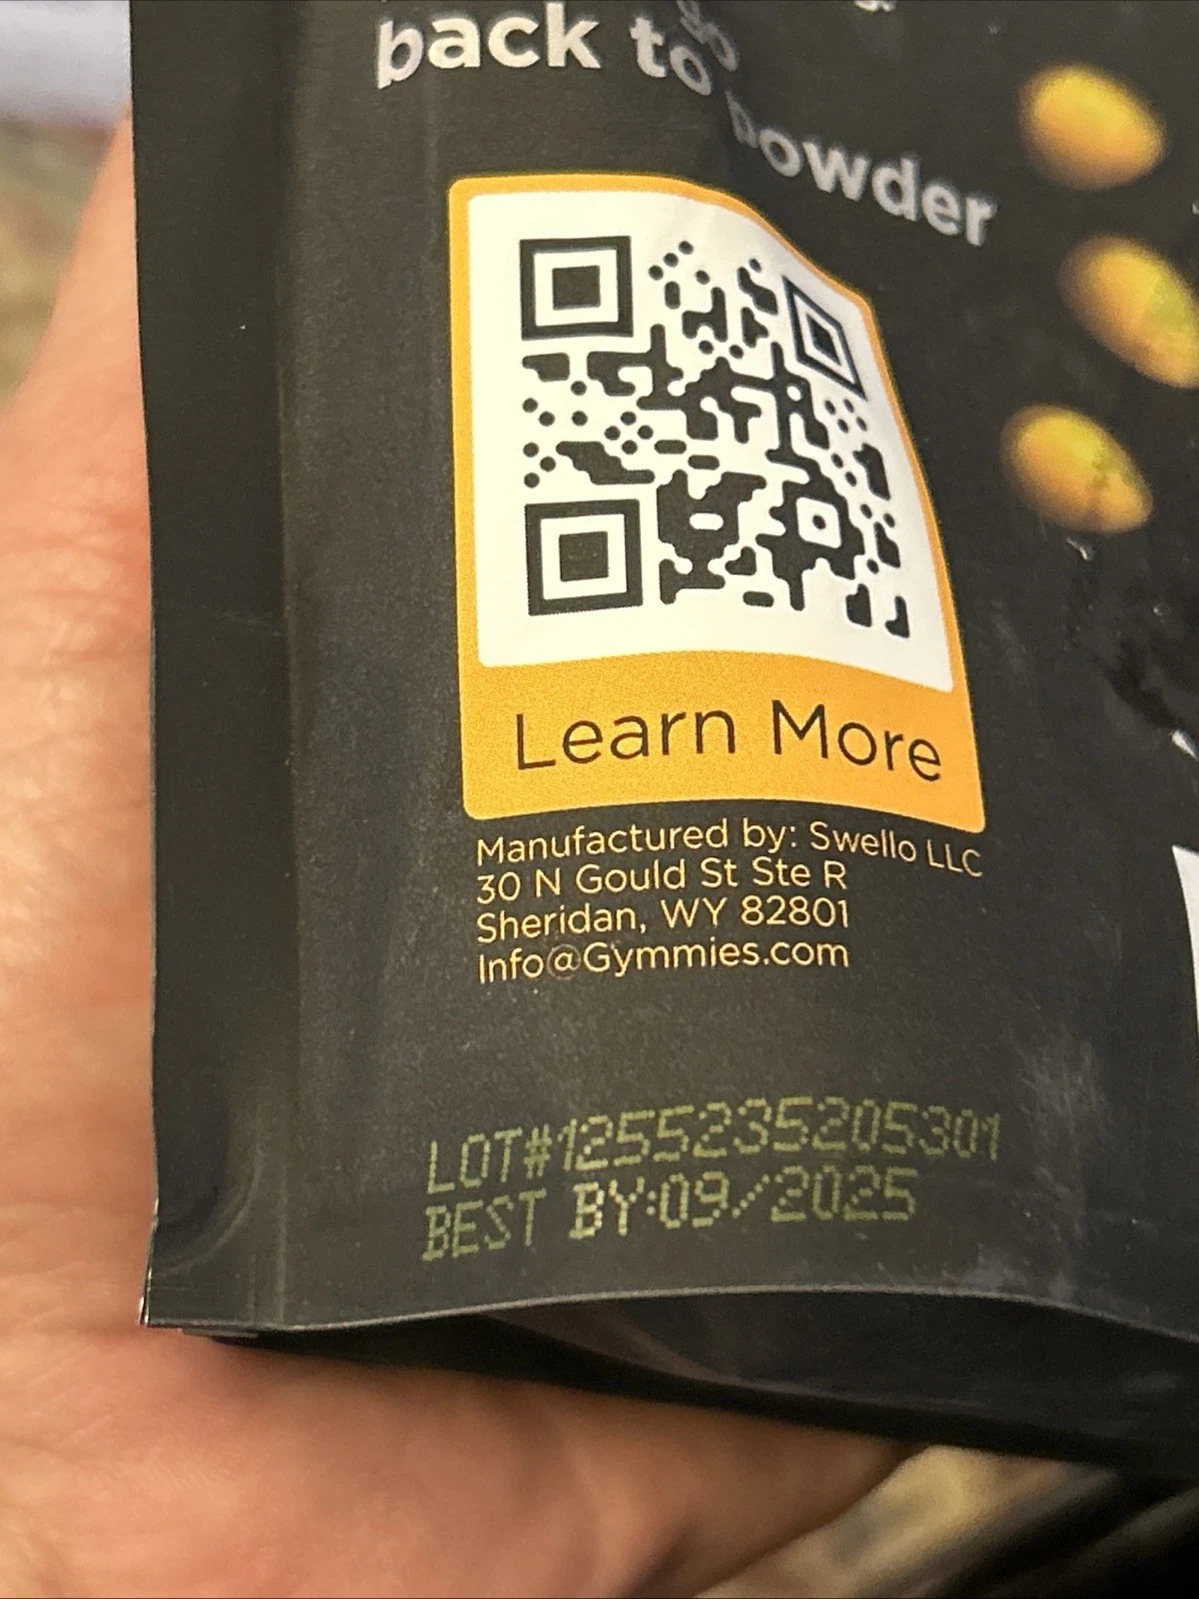 back to
powder
Learn More
Manufactured by: Swello LLC
30 N Gould St Ste R
Sheridan, WY 82801
Info@Gymmies.com
LOT#1255235205301
BEST BY:09/2025